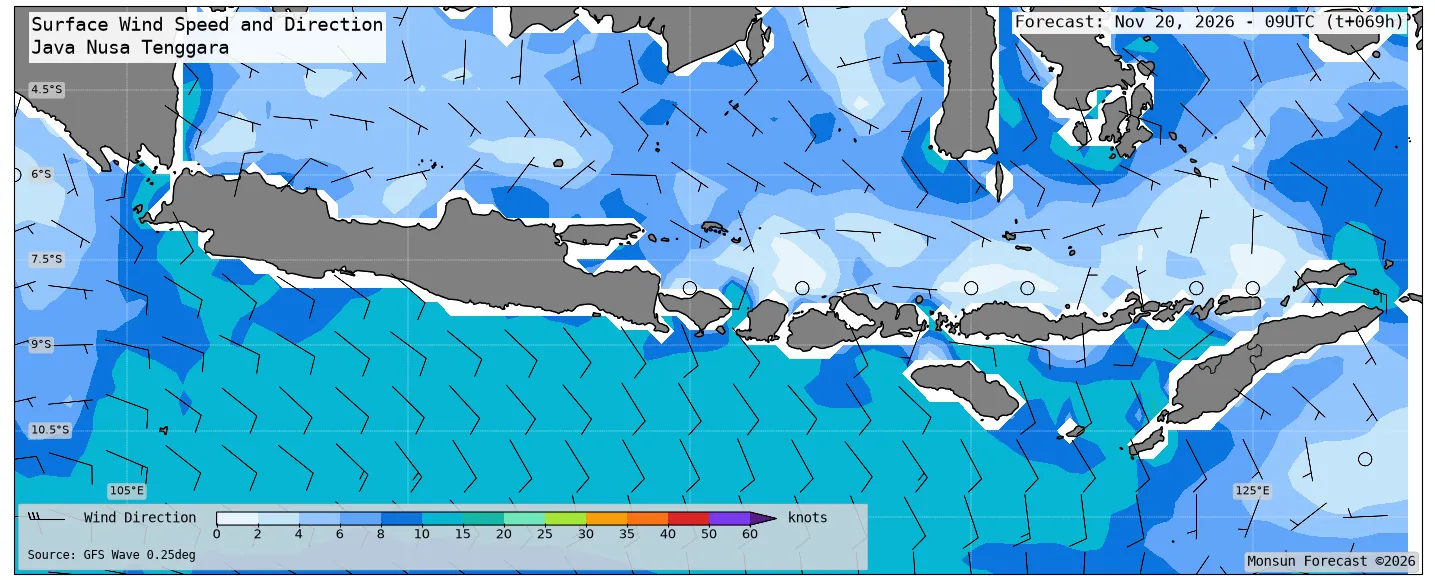 Surface Wind Speed and Direction
Java Nusa Tenggara
Forecast: Nov 20, 2026 - 09UTC (t+069h)
4.5°S
6°S
7.5°S
9°S
10.5°S
105°E
125°E
Wind Direction
0 2 4 6 8 10 15 20 25 30 35 40 50 60 knots
Source: GFS Wave 0.25deg
Monsun Forecast ©2026